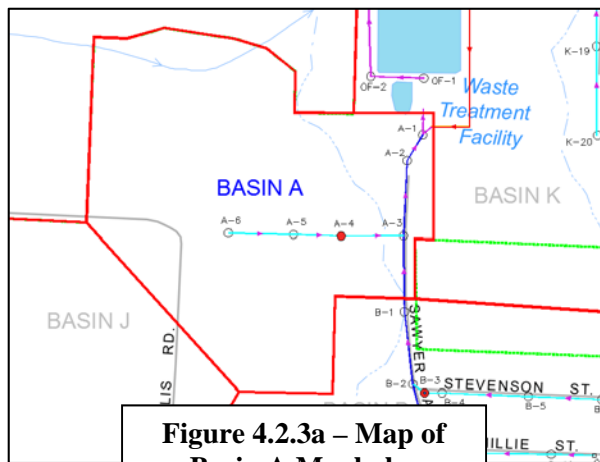 K-19
OF-2
OF-1
Waste
Treatment
Facility
A-1
K-20
A-2
BASIN A
BASIN K
A-6
A-5
A-4
A-3
BASIN J
LIS RD.
B-1
SAWYER
B-2
B-3
STEVENSON ST.
B-4
B-5
Figure 4.2.3a – Map of
ILLIE ST.